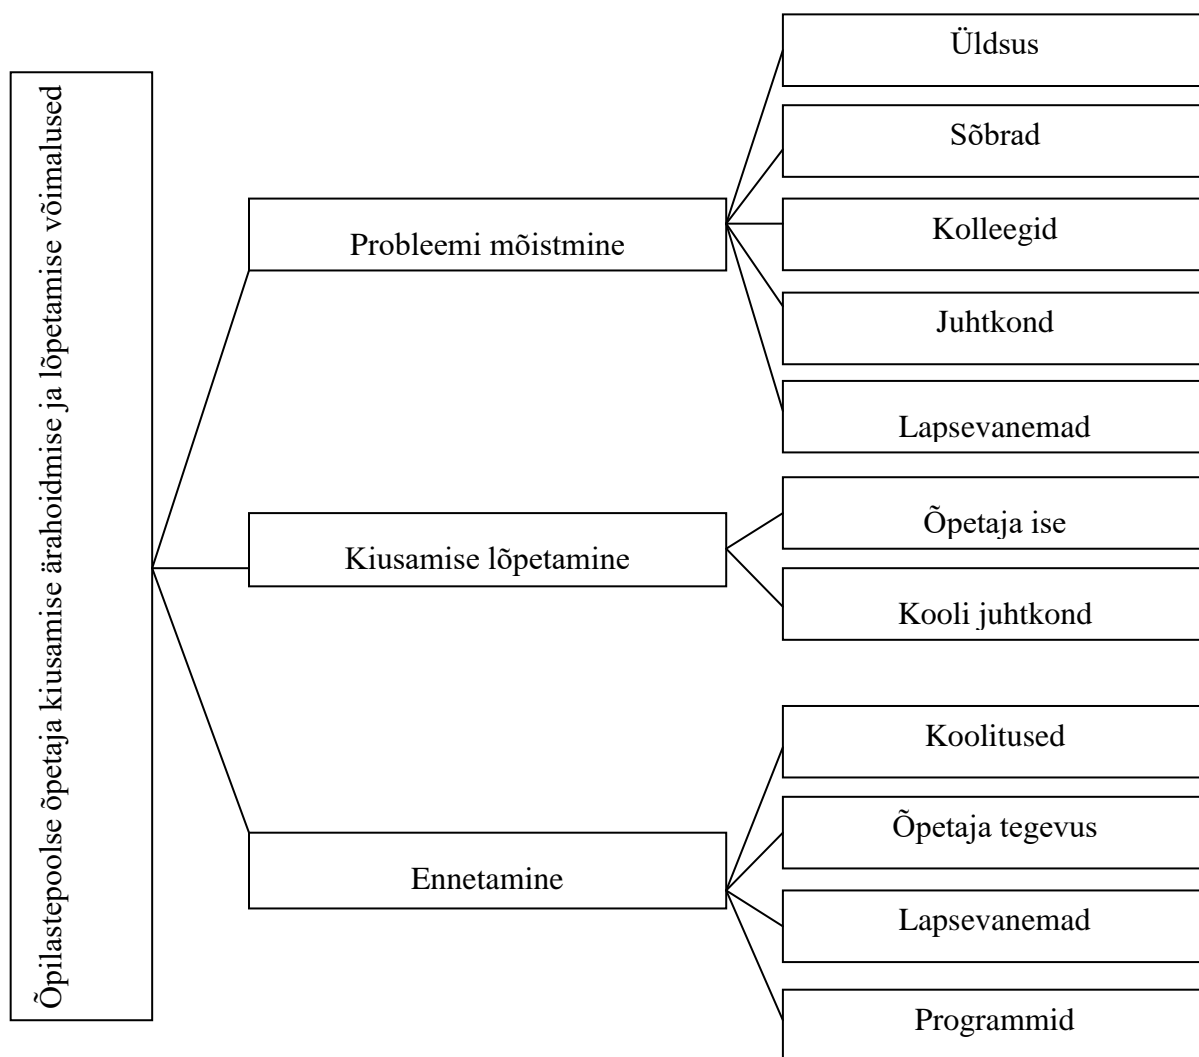 Õpilastepoolse õpetaja kiusamise ärahoidmise ja lõpetamise võimalused
Probleemi mõistmine
Üldsus
Sõbrad
Kolleegid
Juhtkond
Lapsevanemad
Kiusamise lõpetamine
Õpetaja ise
Kooli juhtkond
Ennetamine
Koolitused
Õpetaja tegevus
Lapsevanemad
Programmid